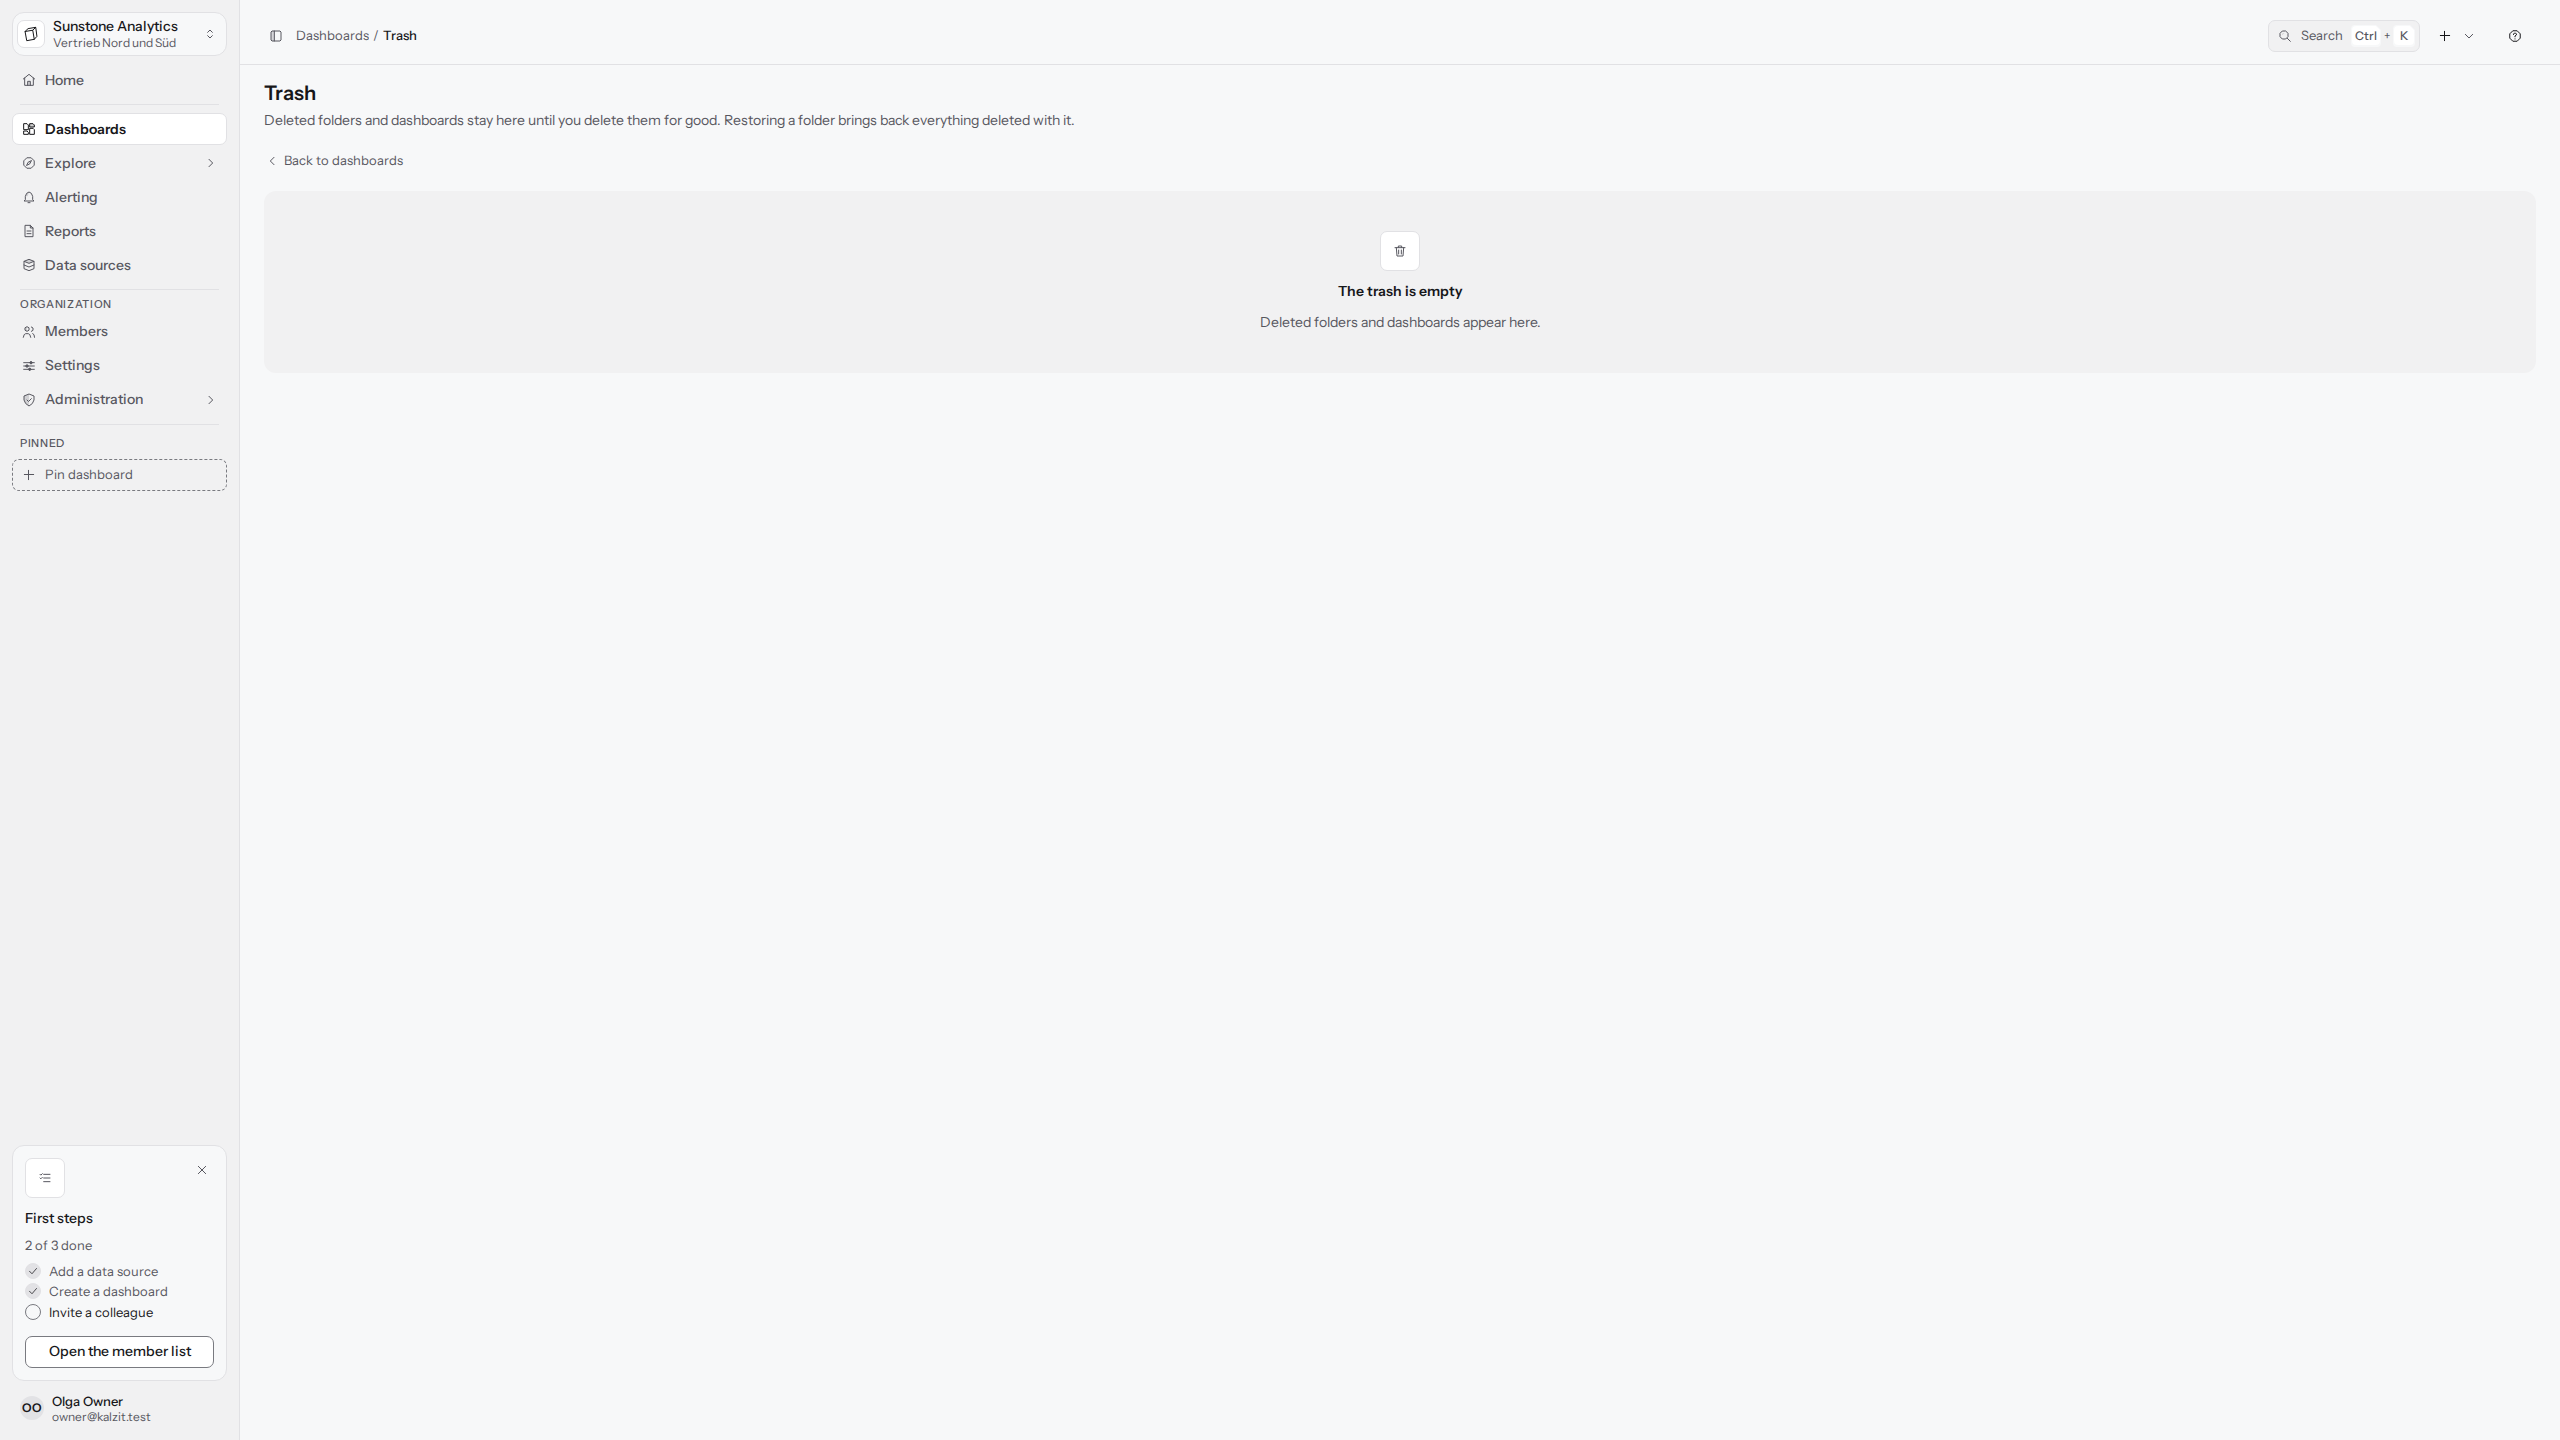 Sunstone Analytics
Vertrieb Nord und Süd
Home
Dashboards
Explore
Alerting
Reports
Data sources
ORGANIZATION
Members
Settings
Administration
PINNED
Pin dashboard
First steps
2 of 3 done
Add a data source
Create a dashboard
Invite a colleague
Open the member list
OO
Olga Owner
owner@kalzit.test
Dashboards / Trash
Search Ctrl + K
Trash
Deleted folders and dashboards stay here until you delete them for good. Restoring a folder brings back everything deleted with it.
Back to dashboards
The trash is empty
Deleted folders and dashboards appear here.